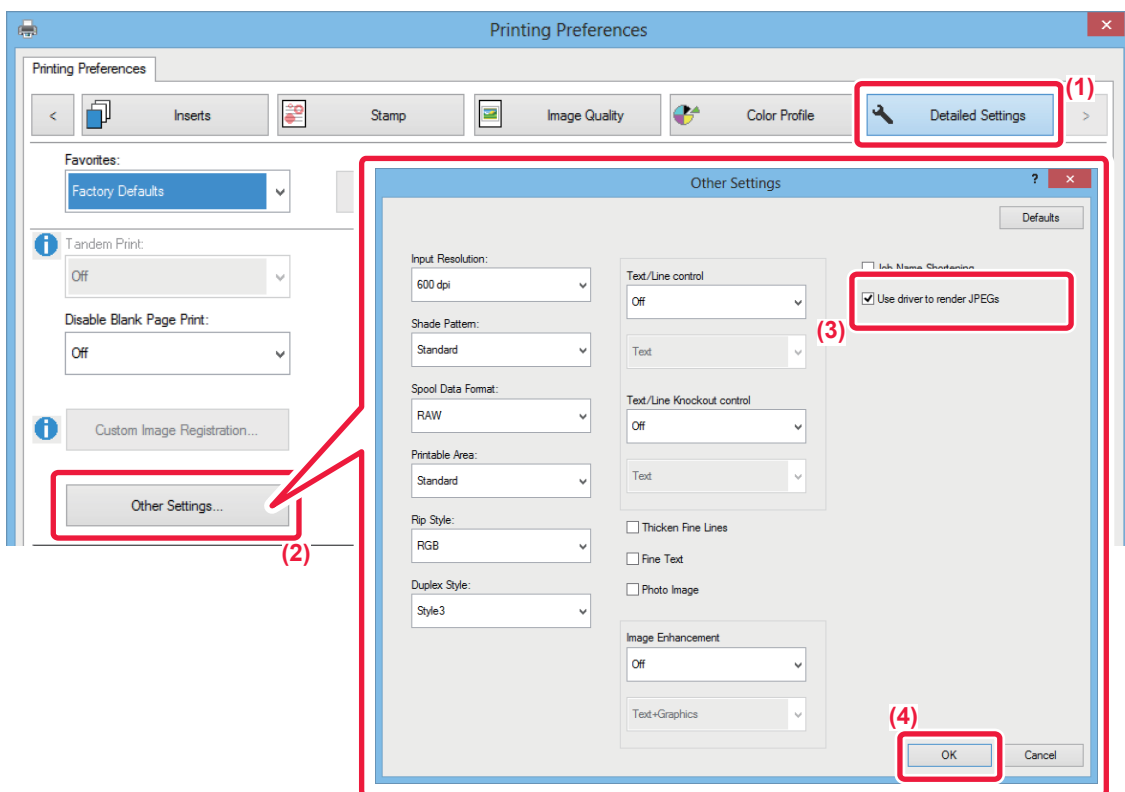 Printing Preferences
Printing Preferences
(1)
<
Inserts
Stamp
Image Quality
Color Profile
Detailed Settings
>
Favorites:
Factory Defaults
Tandem Print:
Off
Disable Blank Page Print:
Off
Custom Image Registration...
Other Settings...
(2)
Other Settings
?
Defaults
Input Resolution:
600 dpi
Shade Pattern:
Standard
Spool Data Format:
RAW
Printable Area:
Standard
Rip Style:
RGB
Duplex Style:
Style3
Text/Line control
Off
Text
Text/Line Knockout control
Off
Text
Thicken Fine Lines
Fine Text
Photo Image
Image Enhancement
Off
Text+Graphics
Job Name Shortening
Use driver to render JPEGs
(3)
(4)
OK
Cancel